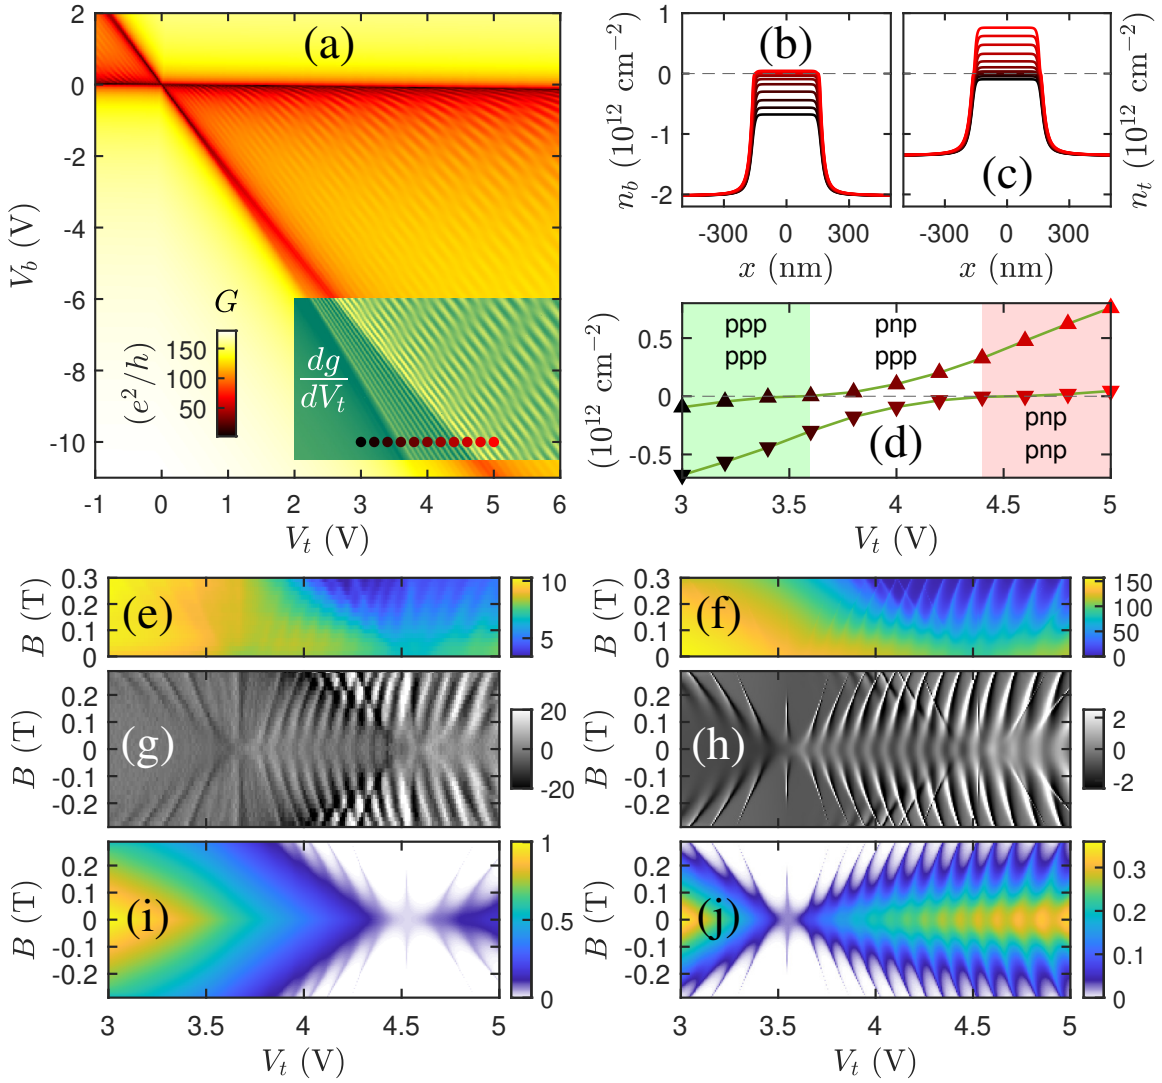 2
0
-2
-4
-6
-8
-10
V_b (V)
(a)
G
(e²/h)
150
100
50
dg
dV_t
-1 0 1 2 3 4 5 6
V_t (V)
1
0
-1
-2
n_b (10¹² cm⁻²)
(b)
(c)
n_t (10¹² cm⁻²)
-300 0 300
-300 0 300
x (nm)
x (nm)
(10¹² cm⁻²)
0.5
0
-0.5
ppp
ppp
pnp
ppp
(d)
pnp
pnp
3 3.5 4 4.5 5
V_t (V)
B (T)
0.3
0.2
0.1
0
(e)
10
5
B (T)
0.3
0.2
0.1
0
(f)
150
100
50
0
B (T)
0.2
0.1
0
-0.1
-0.2
(g)
20
0
-20
B (T)
0.2
0.1
0
-0.1
-0.2
(h)
2
0
-2
B (T)
0.2
0.1
0
-0.1
-0.2
(i)
1
0.5
0
3 3.5 4 4.5 5
V_t (V)
B (T)
0.2
0.1
0
-0.1
-0.2
(j)
0.3
0.2
0.1
0
3 3.5 4 4.5 5
V_t (V)